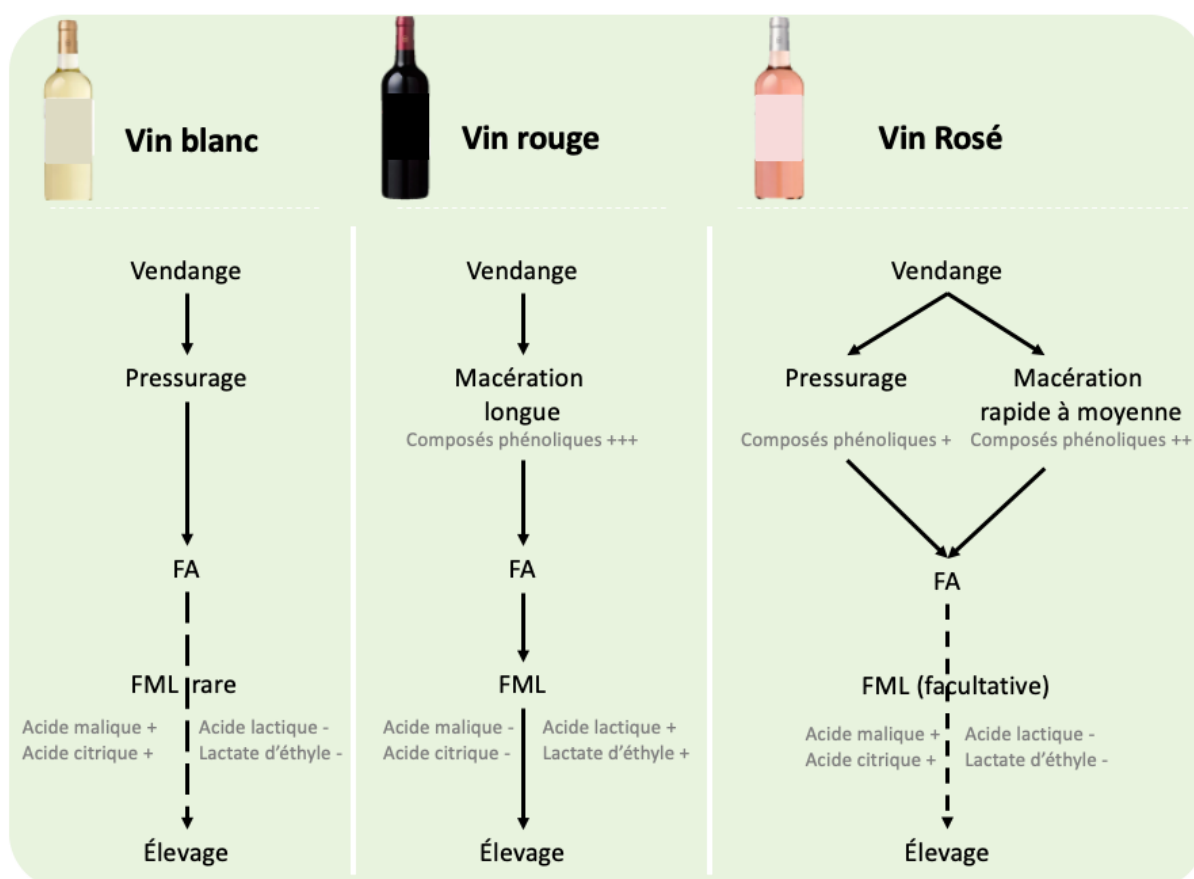 Vin blanc
Vendange
Pressurage
FA
FML rare
Acide malique + Acide lactique -
Acide citrique + Lactate d'éthyle -
Élevage
Vin rouge
Vendange
Macération
longue
Composés phénoliques +++
FA
FML
Acide malique - Acide lactique +
Acide citrique - Lactate d'éthyle +
Élevage
Vin Rosé
Vendange
Pressurage
Composés phénoliques +
Macération
rapide à moyenne
Composés phénoliques ++
FA
FML (facultative)
Acide malique + Acide lactique -
Acide citrique + Lactate d'éthyle -
Élevage